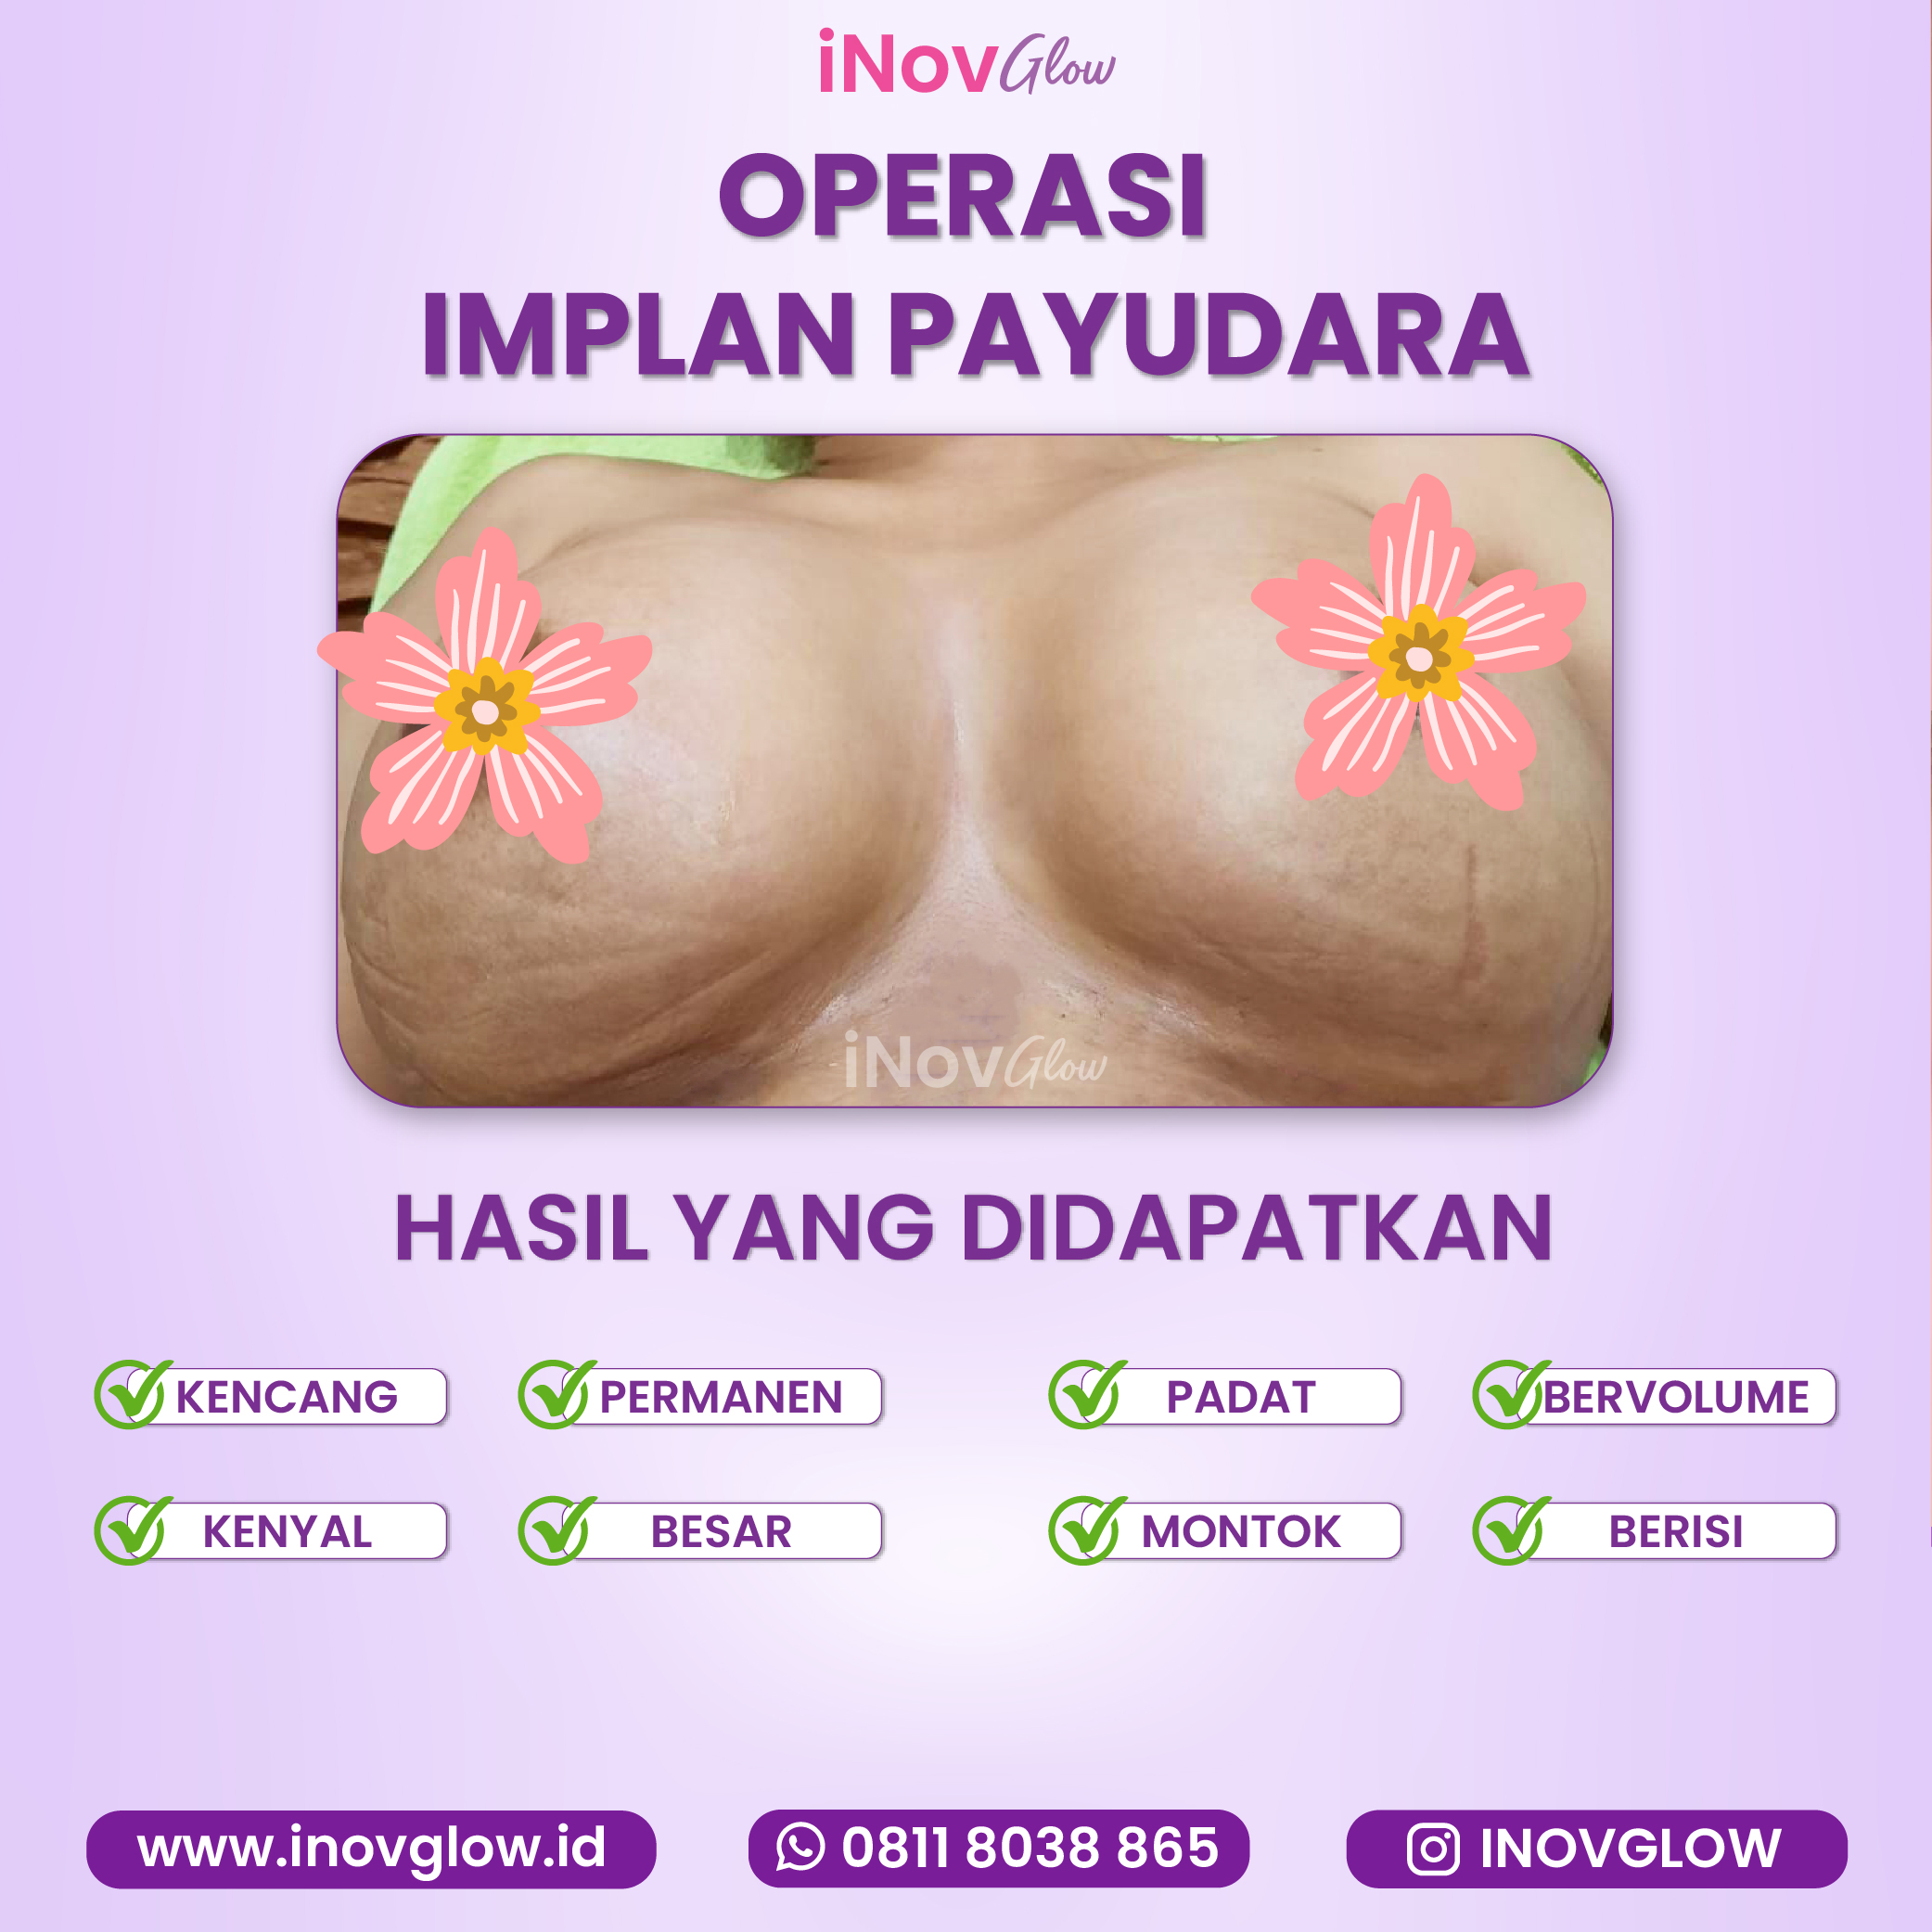 iNovGlow
OPERASI
IMPLAN PAYUDARA
iNovGlow
HASIL YANG DIDAPATKAN
KENCANG
PERMANEN
PADAT
BERVOLUME
KENYAL
BESAR
MONTOK
BERISI
www.inovglow.id
0811 8038 865
INOVGLOW